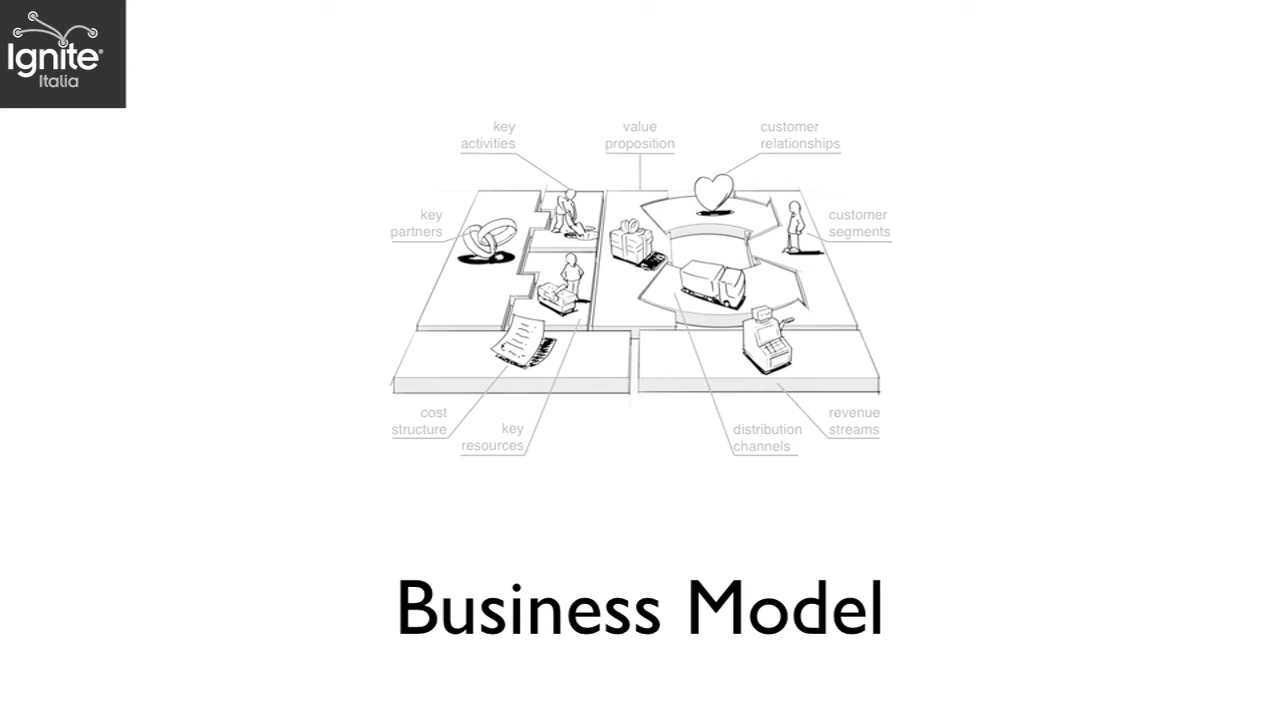 Ignite®
Italia
key
activities
value
proposition
customer
relationships
key
partners
customer
segments
cost
structure
key
resources
distribution
channels
revenue
streams
Business Model